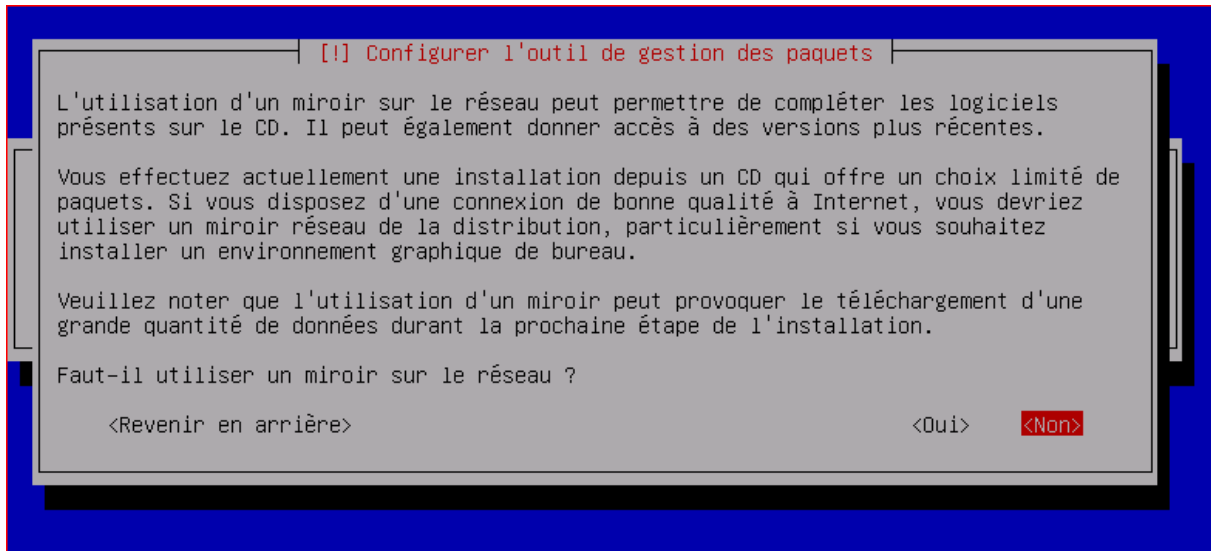 [!] Configurer l'outil de gestion des paquets
L'utilisation d'un miroir sur le réseau peut permettre de compléter les logiciels
présents sur le CD. Il peut également donner accès à des versions plus récentes.
Vous effectuez actuellement une installation depuis un CD qui offre un choix limité de
paquets. Si vous disposez d'une connexion de bonne qualité à Internet, vous devriez
utiliser un miroir réseau de la distribution, particulièrement si vous souhaitez
installer un environnement graphique de bureau.
Veuillez noter que l'utilisation d'un miroir peut provoquer le téléchargement d'une
grande quantité de données durant la prochaine étape de l'installation.
Faut-il utiliser un miroir sur le réseau ?
<Revenir en arrière> <Oui> <Non>